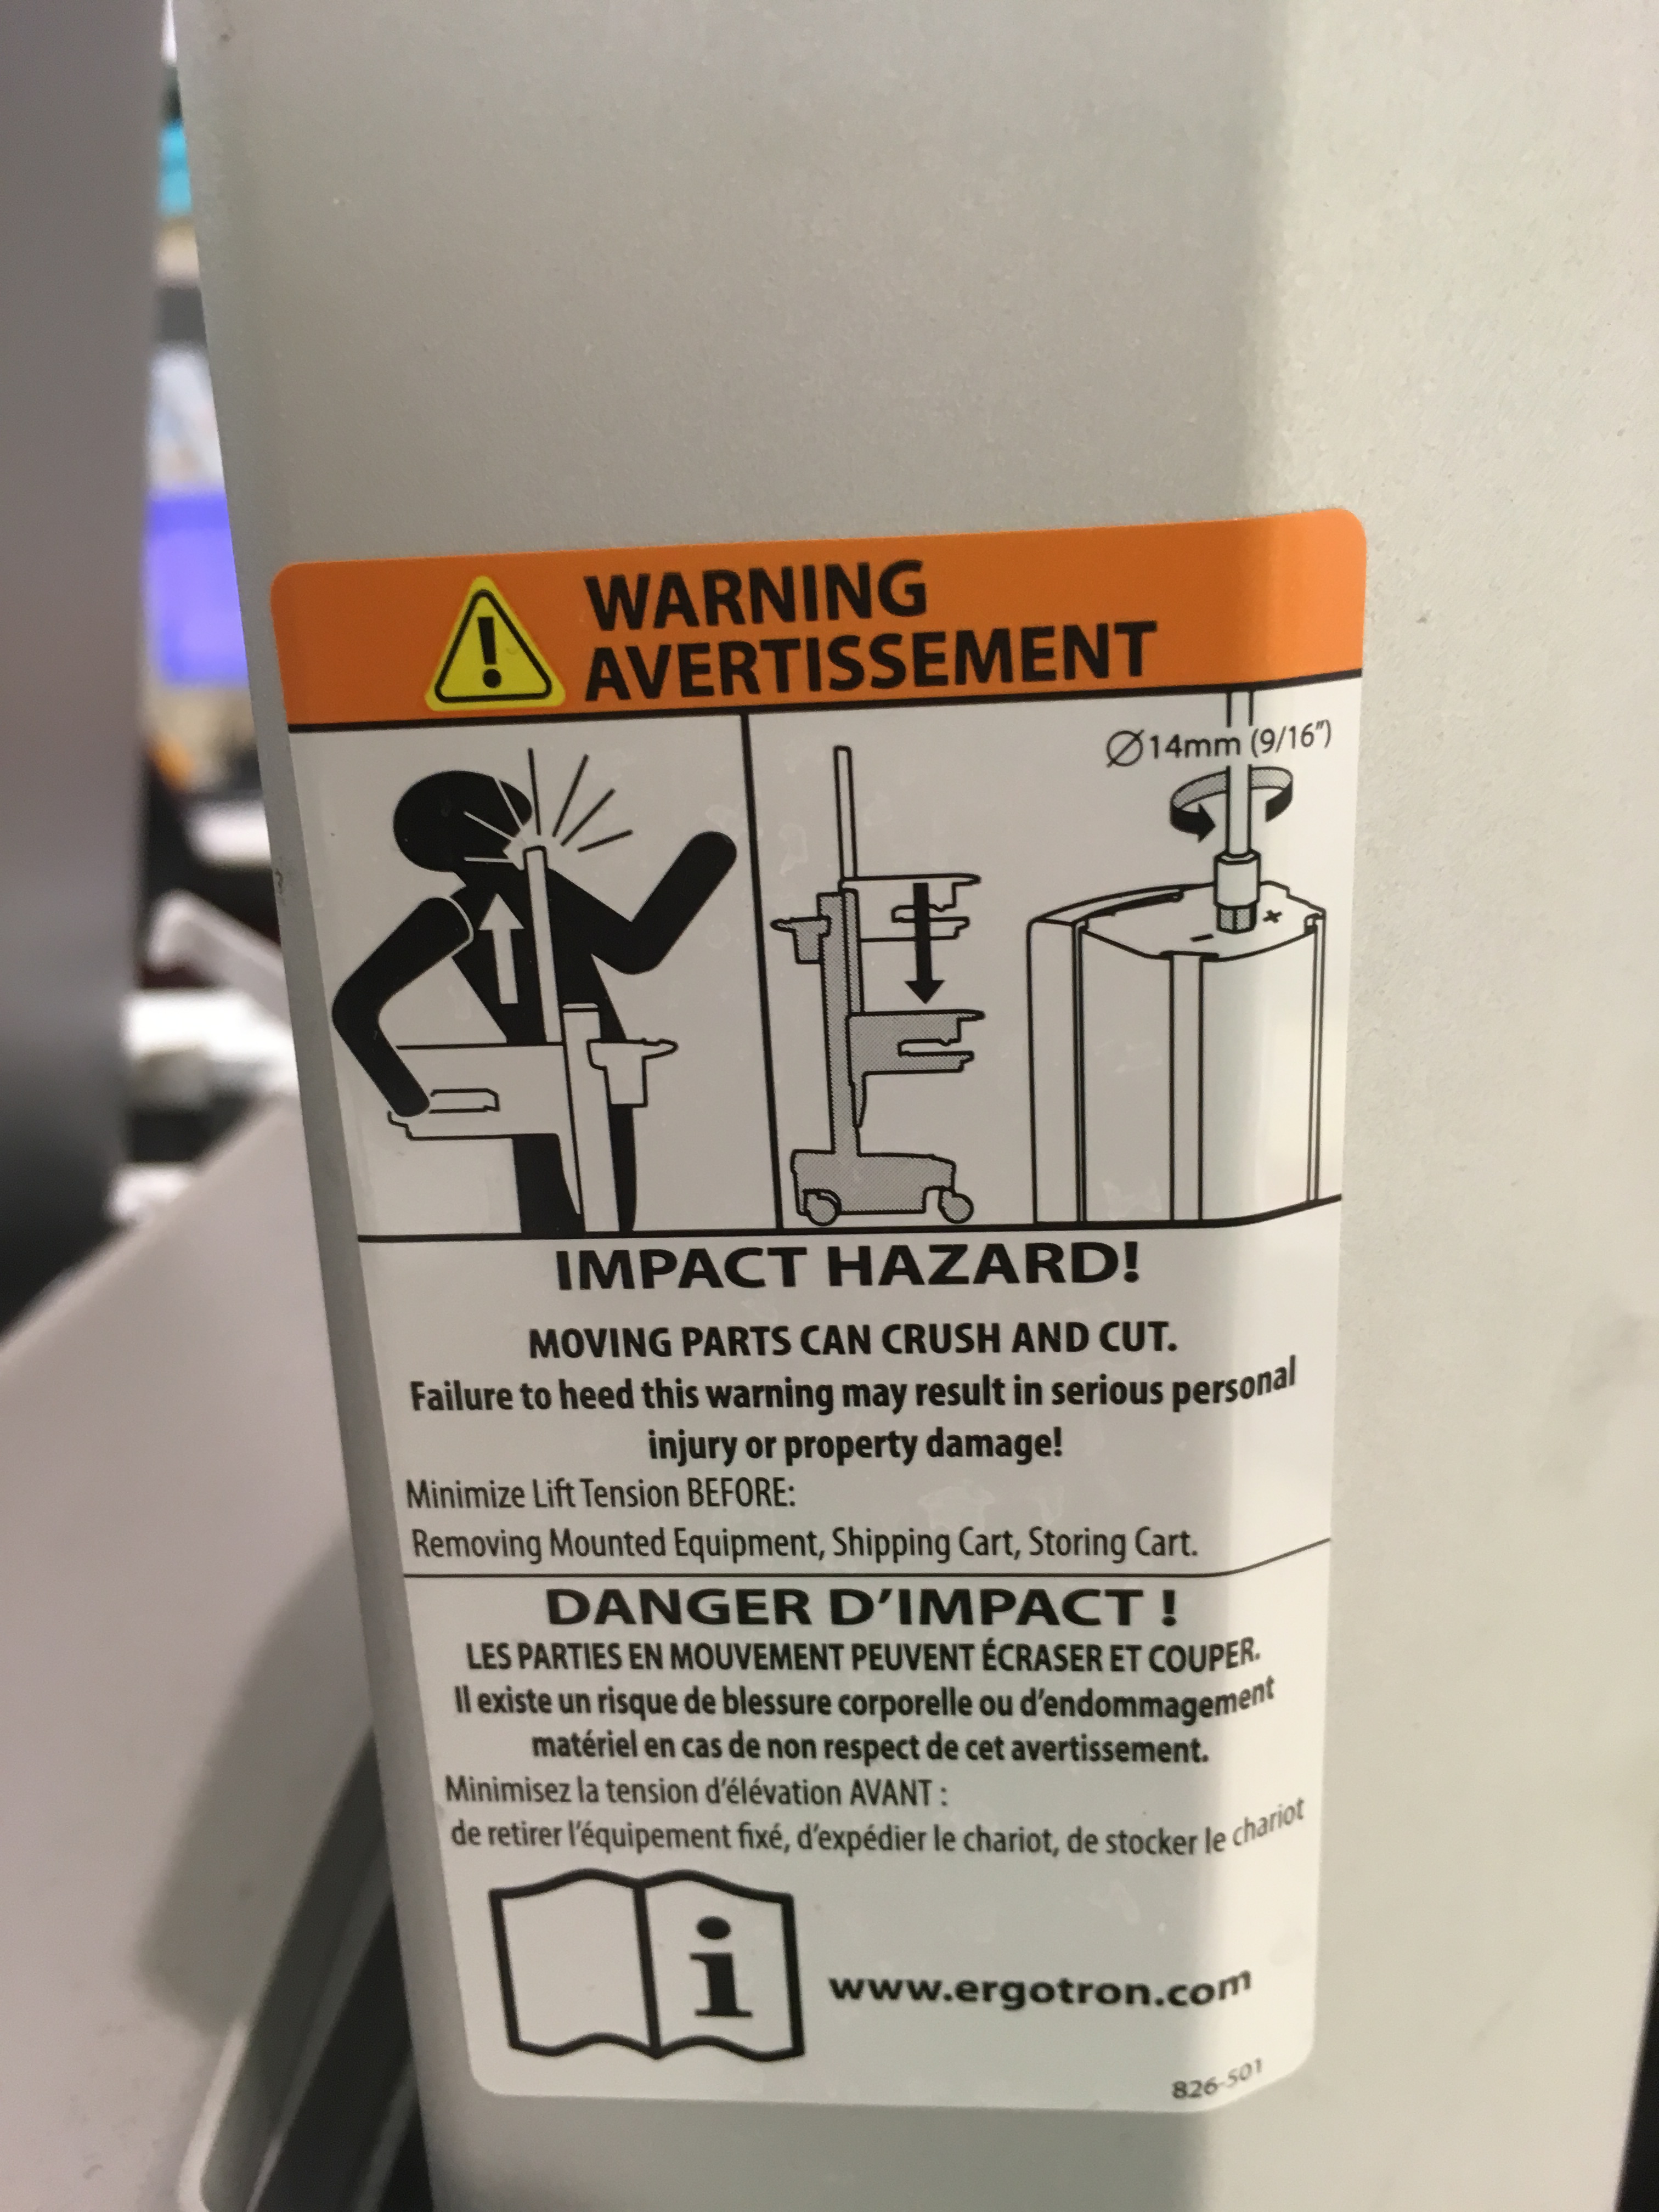 WARNING
AVERTISSEMENT
Ø14mm (9/16")
+
-
IMPACT HAZARD!
MOVING PARTS CAN CRUSH AND CUT.
Failure to heed this warning may result in serious personal
injury or property damage!
Minimize Lift Tension BEFORE:
Removing Mounted Equipment, Shipping Cart, Storing Cart.
DANGER D'IMPACT !
LES PARTIES EN MOUVEMENT PEUVENT ÉCRASER ET COUPER.
Il existe un risque de blessure corporelle ou d'endommagement
matériel en cas de non respect de cet avertissement.
Minimisez la tension d'élévation AVANT :
de retirer l'équipement fixé, d'expédier le chariot, de stocker le chariot
i
www.ergotron.com
826-501